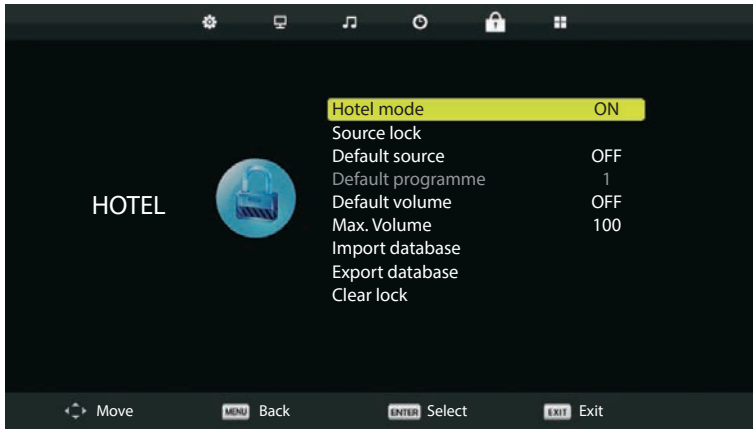 Hotel mode ON
Source lock
Default source OFF
Default programme 1
HOTEL
Default volume OFF
Max. Volume 100
Import database
Export database
Clear lock
Move MENU Back ENTER Select EXIT Exit